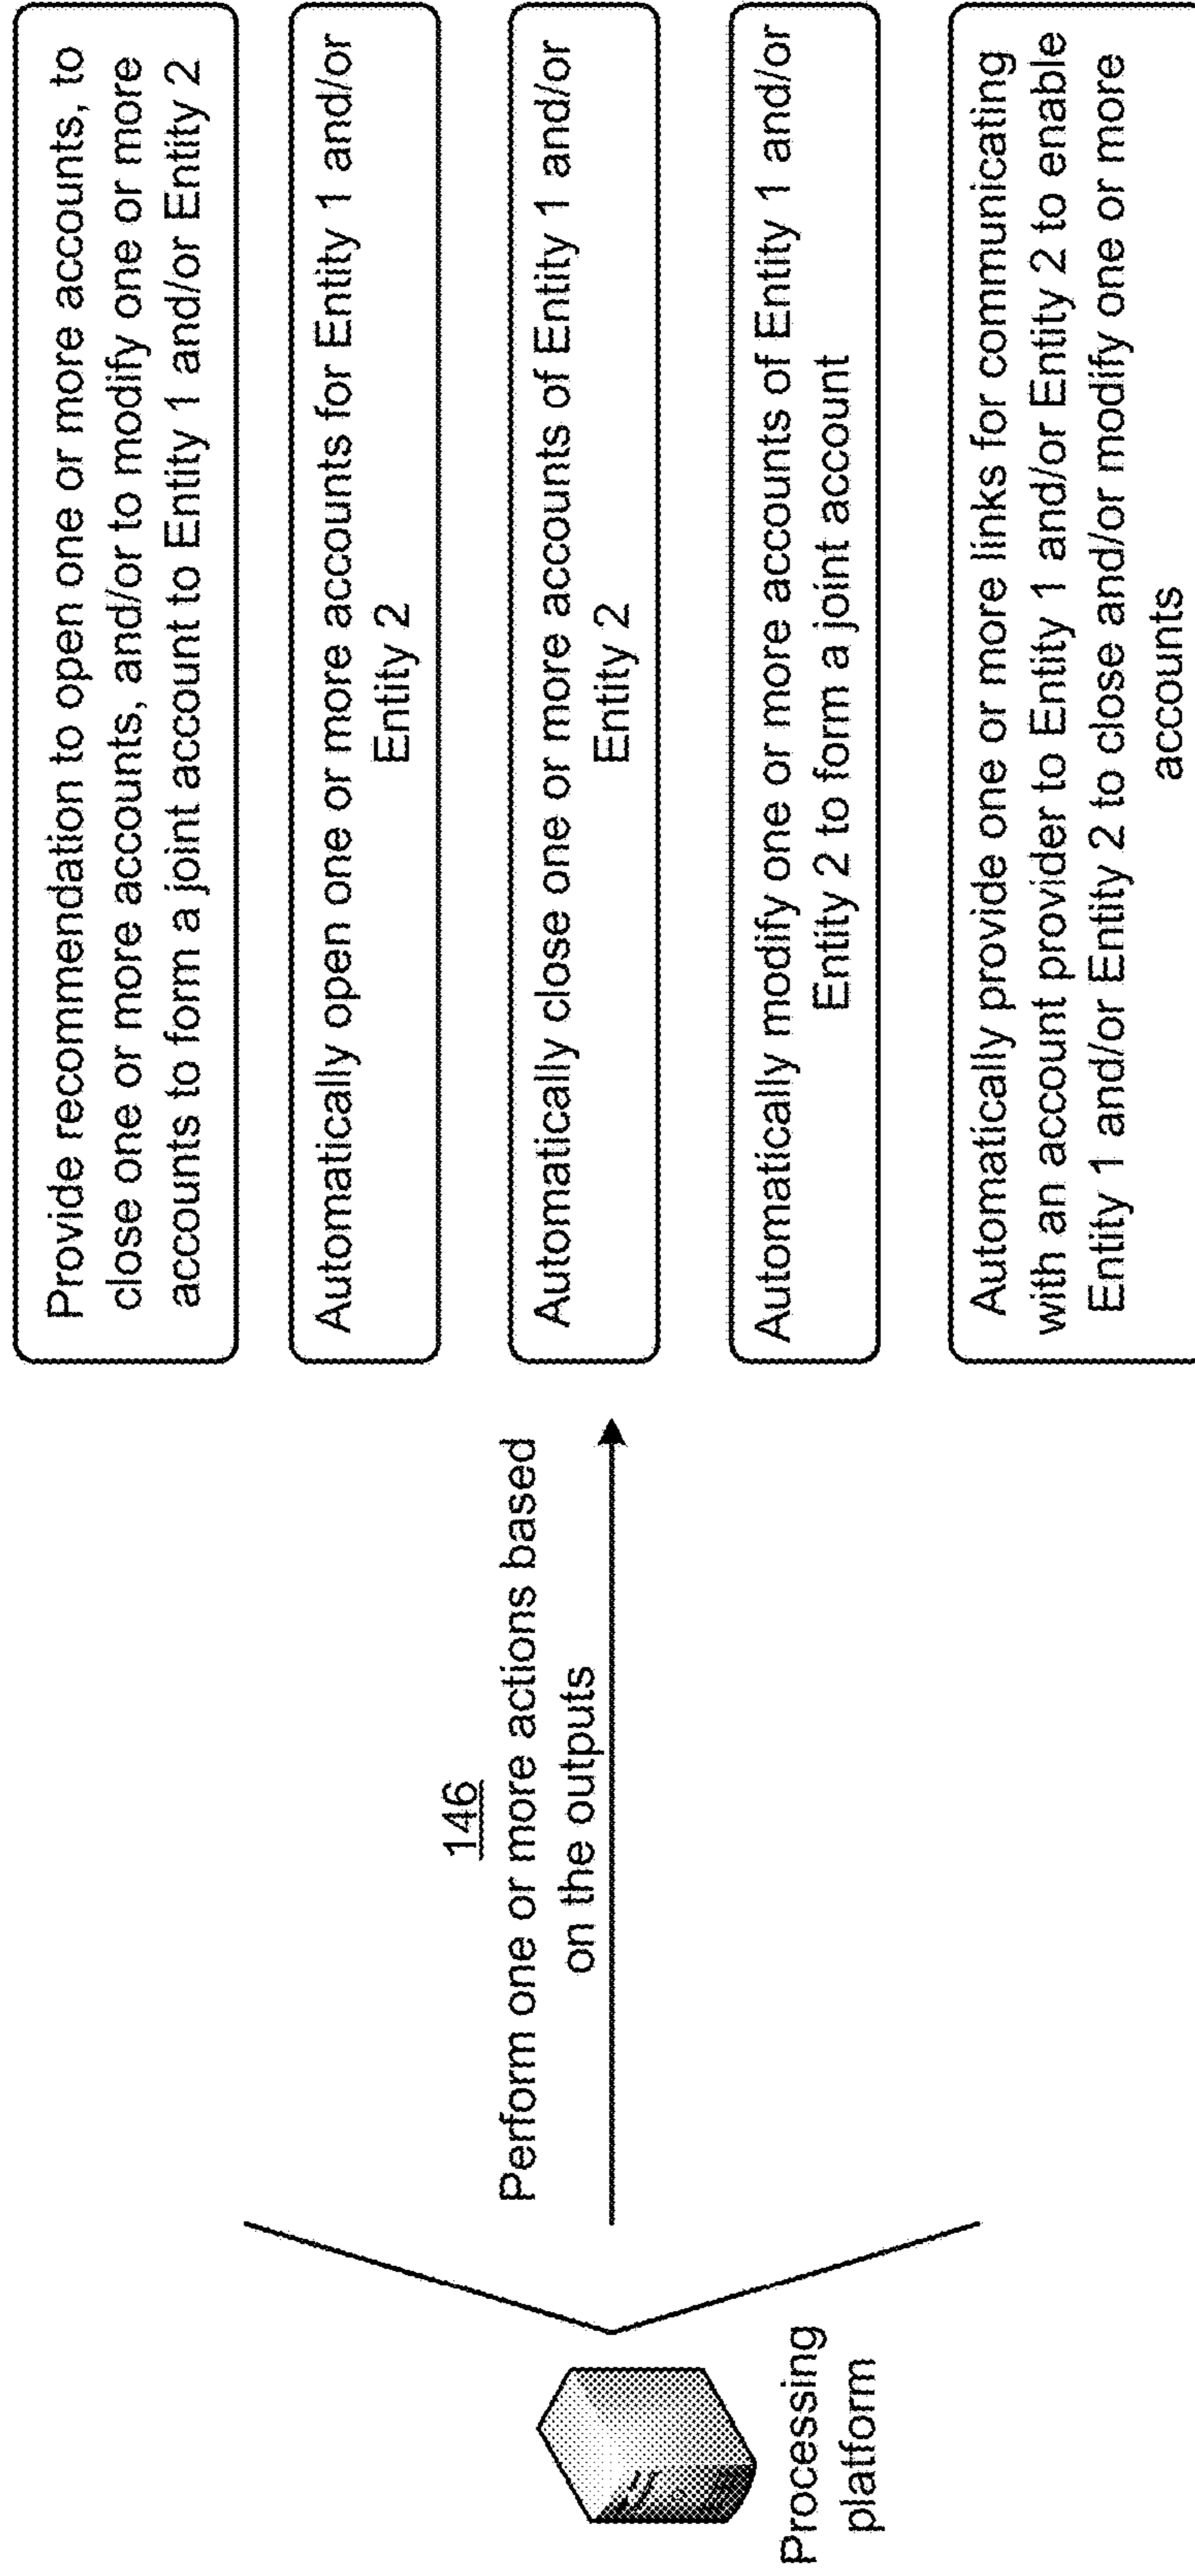 Processing
platform
146
Perform one or more actions based
on the outputs
Provide recommendation to open one or more accounts, to
close one or more accounts, and/or to modify one or more
accounts to form a joint account to Entity 1 and/or Entity 2
Automatically open one or more accounts for Entity 1 and/or
Entity 2
Automatically close one or more accounts of Entity 1 and/or
Entity 2
Automatically modify one or more accounts of Entity 1 and/or
Entity 2 to form a joint account
Automatically provide one or more links for communicating
with an account provider to Entity 1 and/or Entity 2 to enable
Entity 1 and/or Entity 2 to close and/or modify one or more
accounts